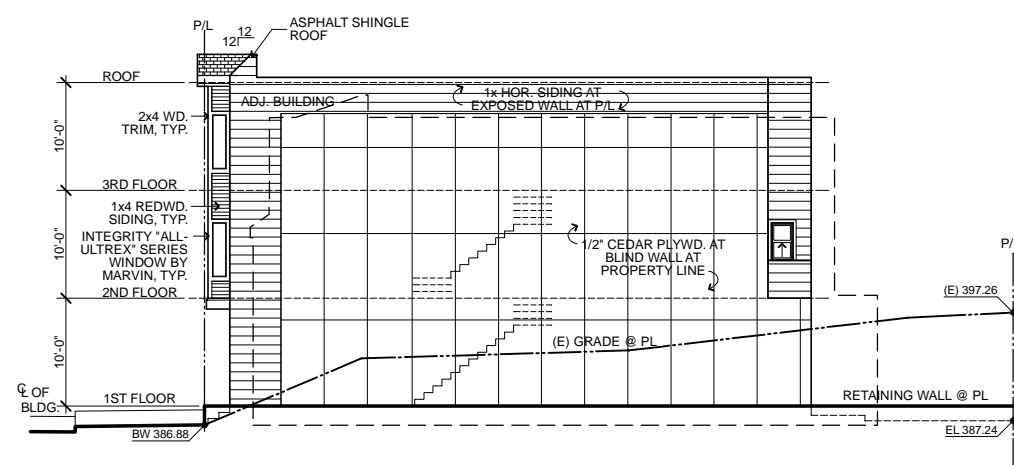 P/L
12
12
ASPHALT SHINGLE
ROOF
ROOF
ADJ. BUILDING
1x HOR. SIDING AT
EXPOSED WALL AT P/L
2x4 WD.
TRIM, TYP.
10'-0"
3RD FLOOR
1x4 REDWD.
SIDING, TYP.
INTEGRITY "ALL-
ULTREX" SERIES
WINDOW BY
MARVIN, TYP.
10'-0"
1/2" CEDAR PLYWD. AT
BLIND WALL AT
PROPERTY LINE
P/
2ND FLOOR
(E) 397.26
10'-0"
(E) GRADE @ PL
℄ OF
BLDG.
1ST FLOOR
RETAINING WALL @ PL
BW 386.88
EL 387.24